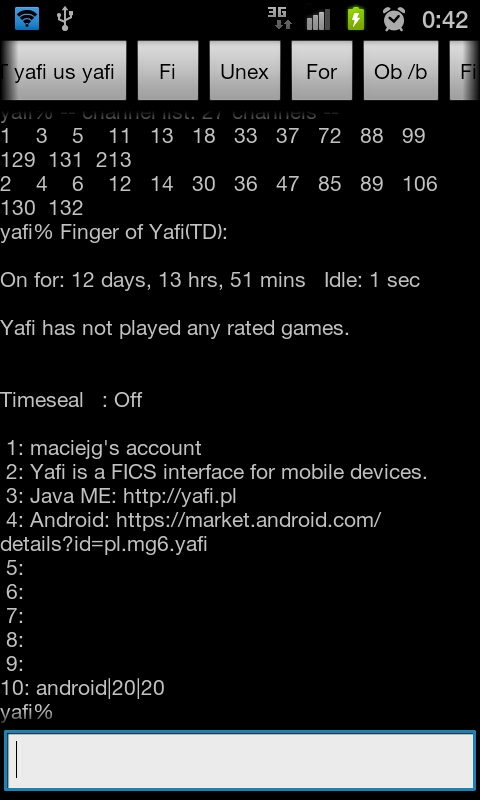 3G 0:42
T yafi us yafi Fi Unex For Ob /b Fi
yafi% -- channel list: 27 channels --
1 3 5 11 13 18 33 37 72 88 99
129 131 213
2 4 6 12 14 30 36 47 85 89 106
130 132
yafi% Finger of Yafi(TD):
On for: 12 days, 13 hrs, 51 mins Idle: 1 sec
Yafi has not played any rated games.
Timeseal : Off
1: maciejg's account
2: Yafi is a FICS interface for mobile devices.
3: Java ME: http://yafi.pl
4: Android: https://market.android.com/
details?id=pl.mg6.yafi
5:
6:
7:
8:
9:
10: android|20|20
yafi%